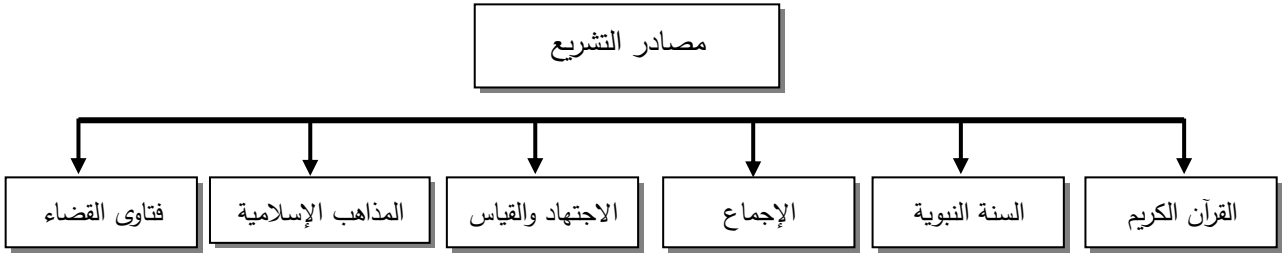 مصادر التشريع
القرآن الكريم
السنة النبوية
الإجماع
الاجتهاد والقياس
المذاهب الإسلامية
فتاوى القضاء